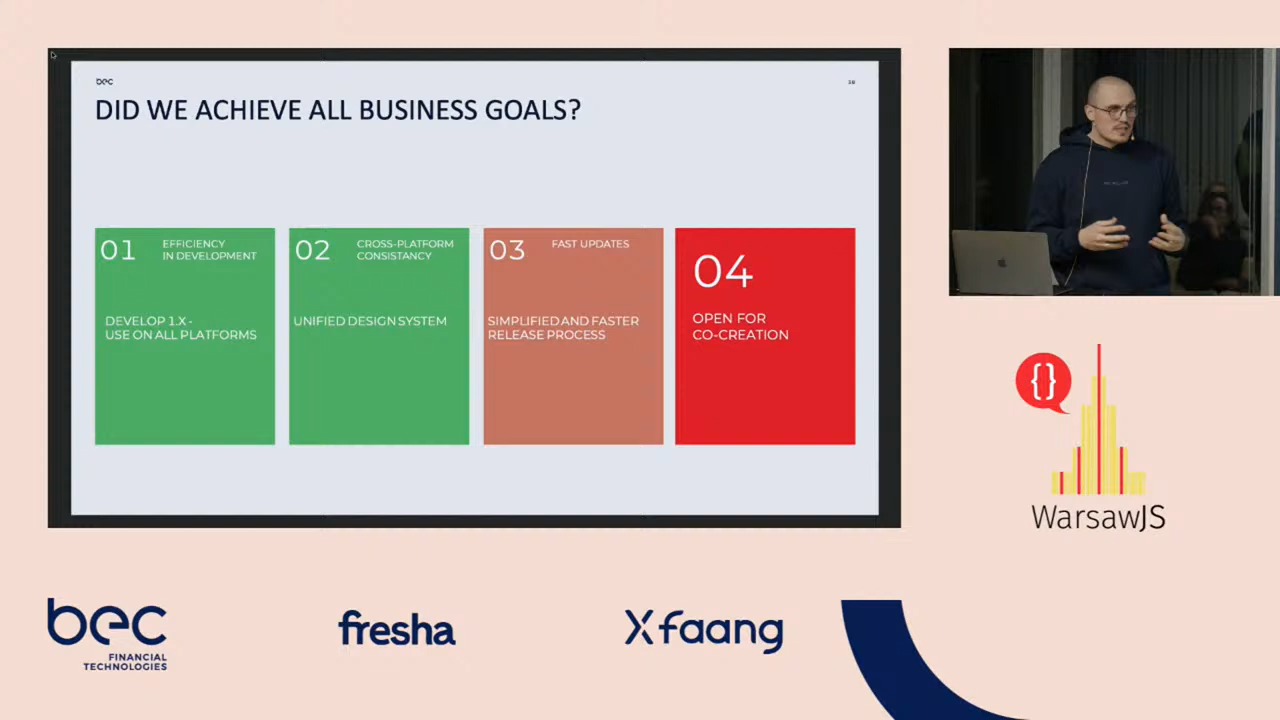 bec
38
DID WE ACHIEVE ALL BUSINESS GOALS?
01
EFFICIENCY
IN DEVELOPMENT
DEVELOP 1.X -
USE ON ALL PLATFORMS
02
CROSS-PLATFORM
CONSISTANCY
UNIFIED DESIGN SYSTEM
03
FAST UPDATES
SIMPLIFIED AND FASTER
RELEASE PROCESS
04
OPEN FOR
CO-CREATION
{}
WarsawJS
bec
FINANCIAL
TECHNOLOGIES
fresha
Xfaang